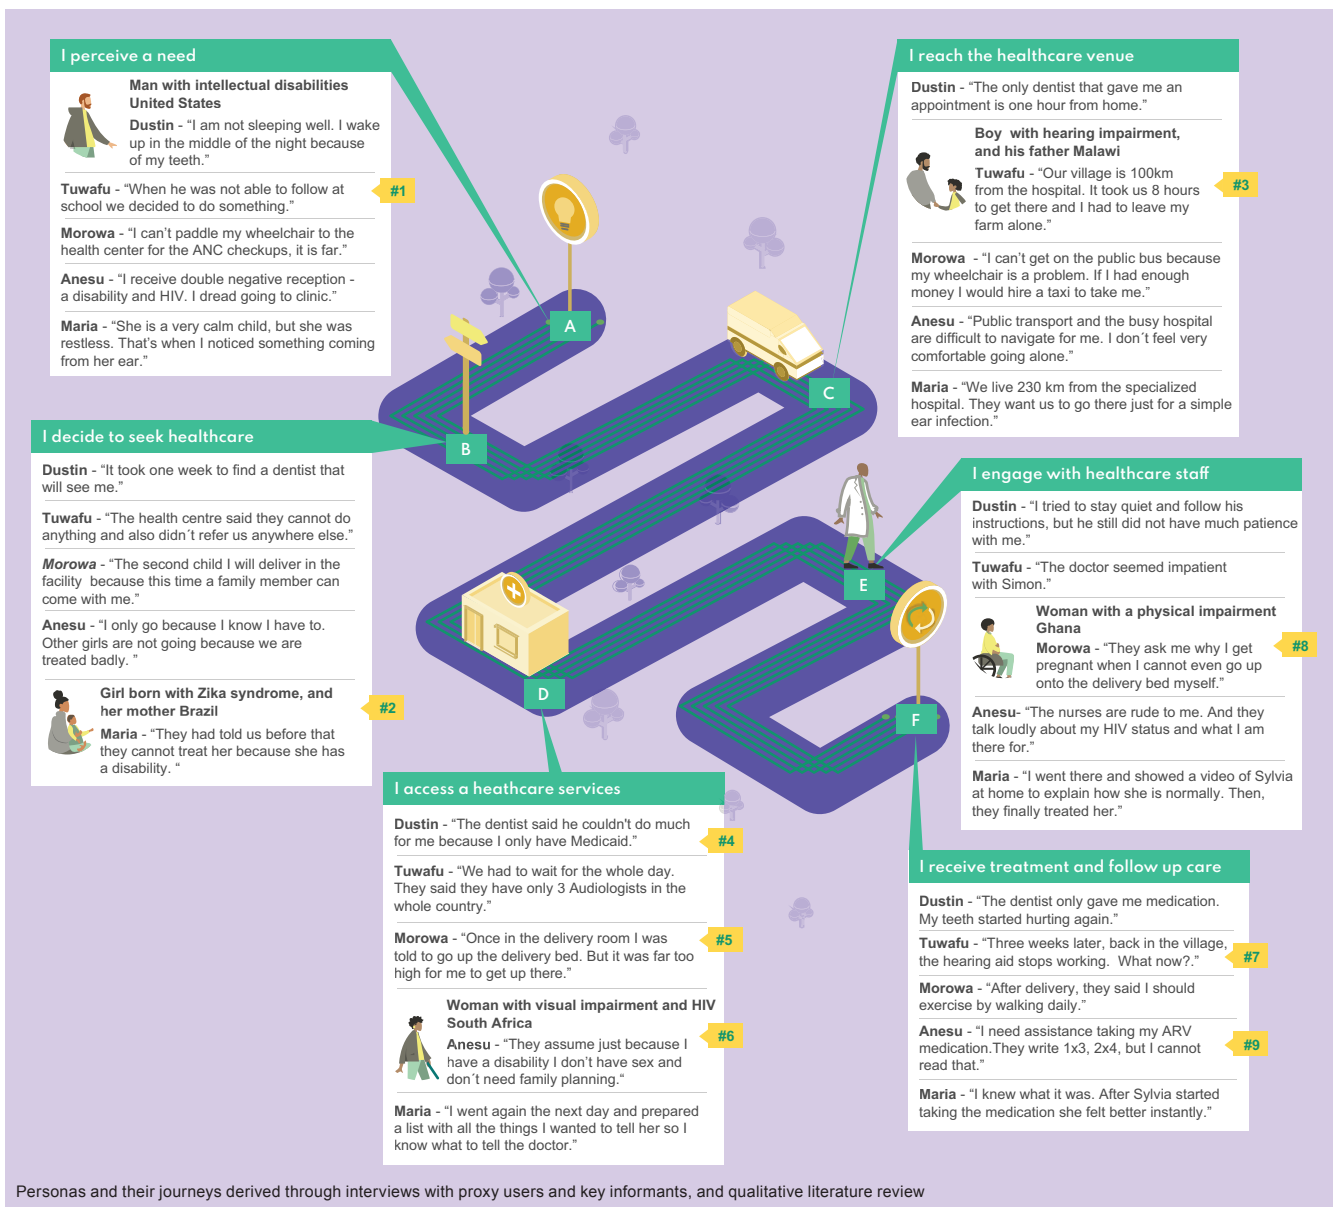 I perceive a need
Man with intellectual disabilities
United States
Dustin - “I am not sleeping well. I wake
up in the middle of the night because
of my teeth.”
Tuwafu - “When he was not able to follow at
school we decided to do something.”
#1
Morowa - “I can’t paddle my wheelchair to the
health center for the ANC checkups, it is far.”
Anesu - “I receive double negative reception -
a disability and HIV. I dread going to clinic.”
Maria - “She is a very calm child, but she was
restless. That’s when I noticed something coming
from her ear.”
A
I decide to seek healthcare
B
Dustin - “It took one week to find a dentist that
will see me.”
Tuwafu - “The health centre said they cannot do
anything and also didn´t refer us anywhere else.”
Morowa - “The second child I will deliver in the
facility  because this time a family member can
come with me.”
Anesu - “I only go because I know I have to.
Other girls are not going because we are
treated badly. ”
Girl born with Zika syndrome, and
her mother Brazil
Maria - “They had told us before that
they cannot treat her because she has
a disability. “
#2
I reach the healthcare venue
C
Dustin - “The only dentist that gave me an
appointment is one hour from home.”
Boy  with hearing impairment,
and his father Malawi
Tuwafu - “Our village is 100km
from the hospital. It took us 8 hours
to get there and I had to leave my
farm alone.”
#3
Morowa  - “I can’t get on the public bus because
my wheelchair is a problem. If I had enough
money I would hire a taxi to take me.”
Anesu - “Public transport and the busy hospital
are difficult to navigate for me. I don´t feel very
comfortable going alone.”
Maria - “We live 230 km from the specialized
hospital. They want us to go there just for a simple
ear infection.”
D
I access a heathcare services
Dustin - “The dentist said he couldn't do much
for me because I only have Medicaid.”
#4
Tuwafu - “We had to wait for the whole day.
They said they have only 3 Audiologists in the
whole country.”
Morowa - “Once in the delivery room I was
told to go up the delivery bed. But it was far too
high for me to get up there.”
#5
Woman with visual impairment and HIV
South Africa
Anesu - “They assume just because I
have a disability I don’t have sex and
don´t need family planning.“
#6
Maria - “I went again the next day and prepared
a list with all the things I wanted to tell her so I
know what to tell the doctor.”
I engage with healthcare staff
E
Dustin - “I tried to stay quiet and follow his
instructions, but he still did not have much patience
with me.”
Tuwafu - “The doctor seemed impatient
with Simon.”
Woman with a physical impairment
Ghana
Morowa - “They ask me why I get
pregnant when I cannot even go up
onto the delivery bed myself.”
#8
Anesu- “The nurses are rude to me. And they
talk loudly about my HIV status and what I am
there for.”
Maria - “I went there and showed a video of Sylvia
at home to explain how she is normally. Then,
they finally treated her.”
F
I receive treatment and follow up care
Dustin - “The dentist only gave me medication.
My teeth started hurting again.”
Tuwafu - “Three weeks later, back in the village,
the hearing aid stops working.  What now?.”
#7
Morowa - “After delivery, they said I should
exercise by walking daily.”
Anesu - “I need assistance taking my ARV
medication.They write 1x3, 2x4, but I cannot
read that.”
#9
Maria - “I knew what it was. After Sylvia started
taking the medication she felt better instantly.”
Personas and their journeys derived through interviews with proxy users and key informants, and qualitative literature review